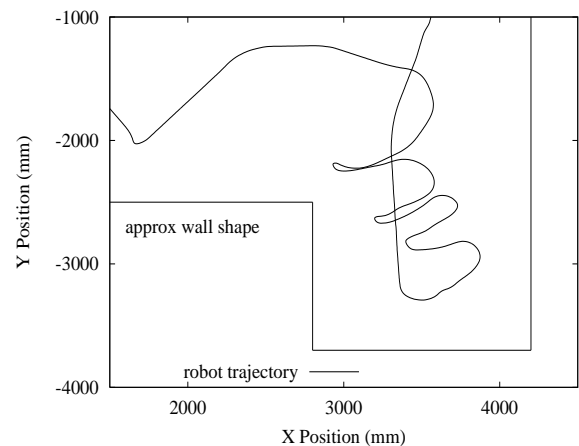 -1000
-2000
Y Position (mm)
approx wall shape
-3000
robot trajectory
-4000
2000 3000 4000
X Position (mm)